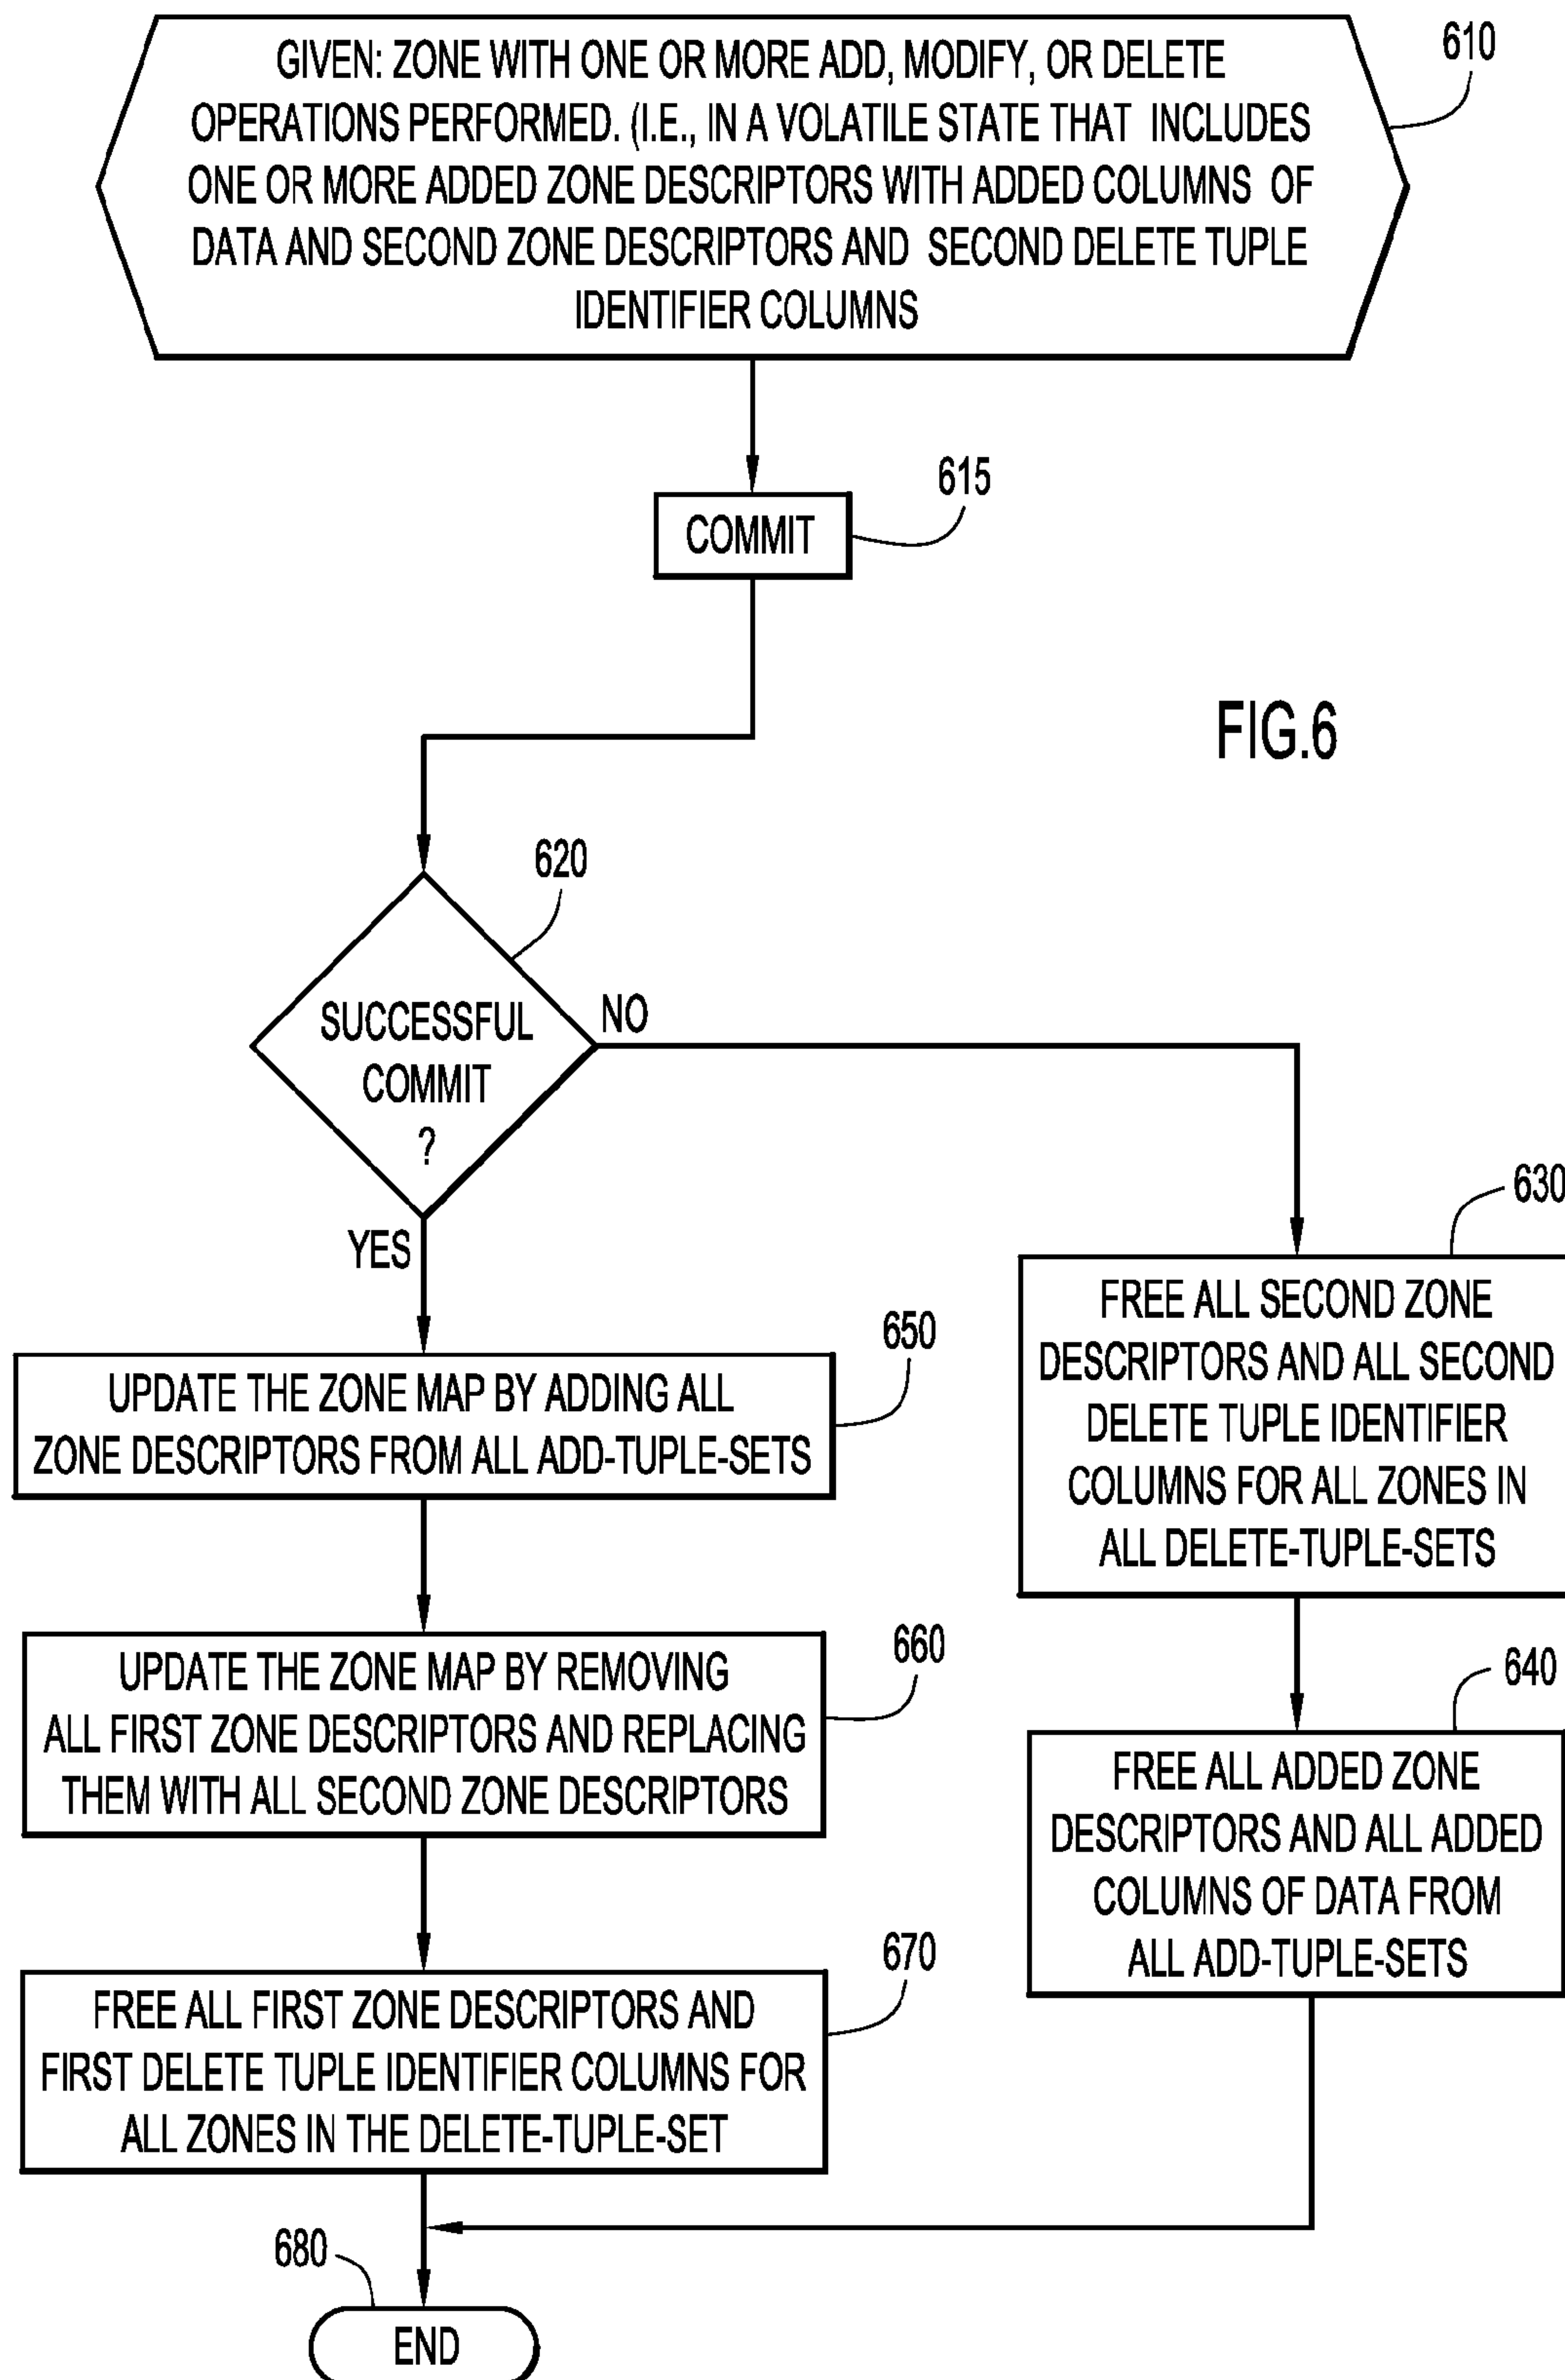 610
GIVEN: ZONE WITH ONE OR MORE ADD, MODIFY, OR DELETE
OPERATIONS PERFORMED. (I.E., IN A VOLATILE STATE THAT INCLUDES
ONE OR MORE ADDED ZONE DESCRIPTORS WITH ADDED COLUMNS OF
DATA AND SECOND ZONE DESCRIPTORS AND SECOND DELETE TUPLE
IDENTIFIER COLUMNS
615
COMMIT
FIG.6
620
SUCCESSFUL
COMMIT
?
NO
YES
630
FREE ALL SECOND ZONE
DESCRIPTORS AND ALL SECOND
DELETE TUPLE IDENTIFIER
COLUMNS FOR ALL ZONES IN
ALL DELETE-TUPLE-SETS
650
UPDATE THE ZONE MAP BY ADDING ALL
ZONE DESCRIPTORS FROM ALL ADD-TUPLE-SETS
660
UPDATE THE ZONE MAP BY REMOVING
ALL FIRST ZONE DESCRIPTORS AND REPLACING
THEM WITH ALL SECOND ZONE DESCRIPTORS
640
FREE ALL ADDED ZONE
DESCRIPTORS AND ALL ADDED
COLUMNS OF DATA FROM
ALL ADD-TUPLE-SETS
670
FREE ALL FIRST ZONE DESCRIPTORS AND
FIRST DELETE TUPLE IDENTIFIER COLUMNS FOR
ALL ZONES IN THE DELETE-TUPLE-SET
680
END